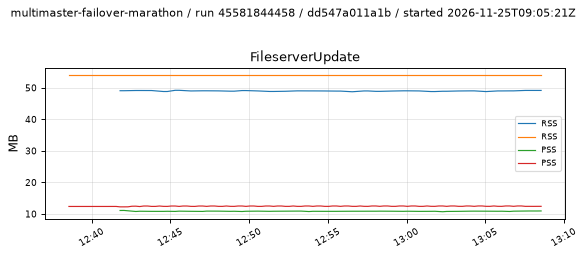 multimaster-failover-marathon / run 45581844458 / dd547a011a1b / started 2026-11-25T09:05:21Z
FileserverUpdate
MB
50
40
30
20
10
RSS
RSS
PSS
PSS
12:40
12:45
12:50
12:55
13:00
13:05
13:10